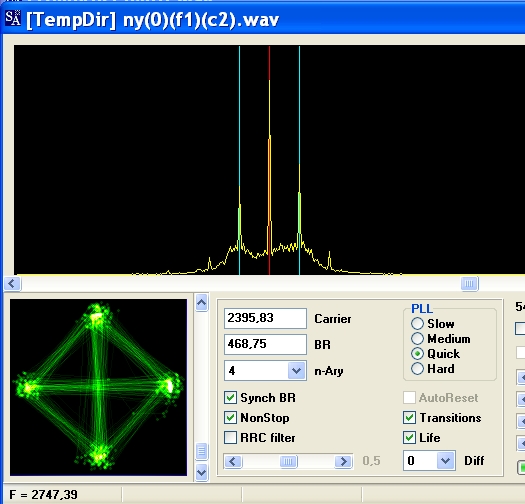 SA [TempDir] ny(0)(f1)(c2).wav
2395,83 Carrier
468,75 BR
4 n-Ary
Synch BR
NonStop
RRC filter
0,5
PLL
Slow
Medium
Quick
Hard
AutoReset
Transitions
Life
0 Diff
F = 2747,39